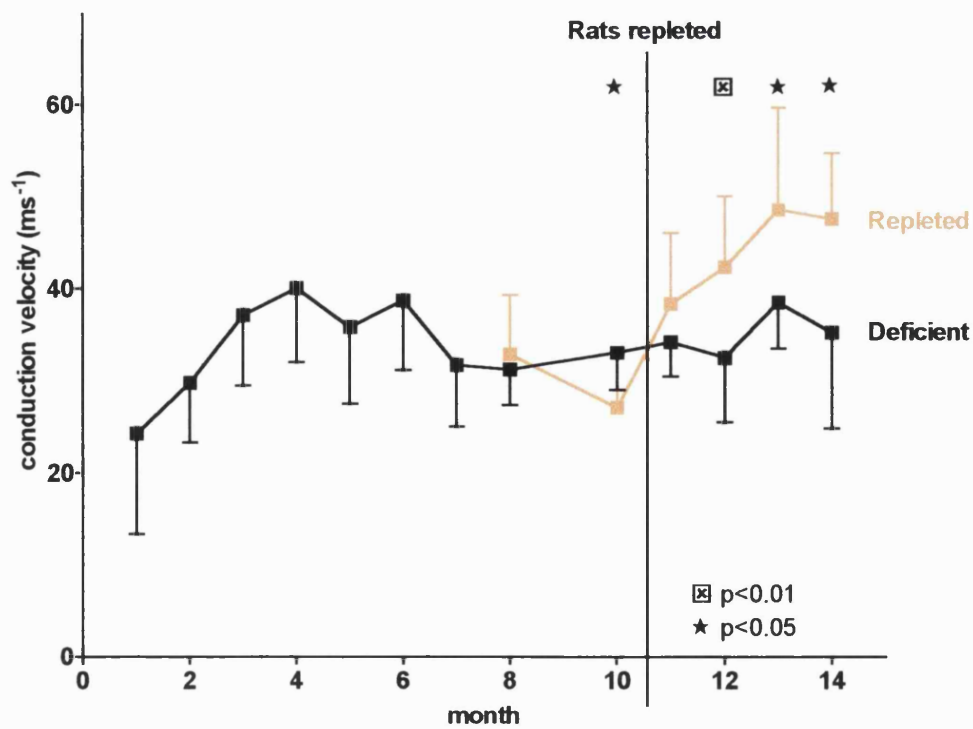 Rats repleted
60
40
20
0
conduction velocity (ms-1)
Repleted
Deficient
p<0.01
p<0.05
0 2 4 6 8 10 12 14
month